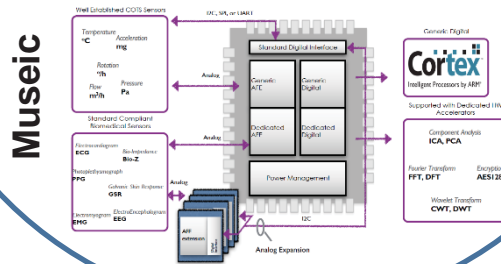 Museic
Well Established COTS Sensors
Temperature
°C
Acceleration
mg
Rotation
°/h
Flow
m³/h
Pressure
Pa
Standard Compliant
Biomedical Sensors
Electrocardiogram
ECG
Bio-Impedance
Bio-Z
Photoplethysmograph
PPG
Galvanic Skin Response
GSR
Electromyogram
EMG
ElectroEncephalogram
EEG
I2C, SPI, or UART
Analog
Analog
Analog
Standard Digital Interface
Generic
AFE
Generic
Digital
Dedicated
AFE
Dedicated
Digital
Power Management
I2C
AFE
extension
Analog Expansion
Generic Digital
Cortex
Intelligent Processors by ARM®
Supported with Dedicated HW
Accelerators
Component Analysis
ICA, PCA
Fourier Transform
FFT, DFT
Encryption
AES128
Wavelet Transform
CWT, DWT